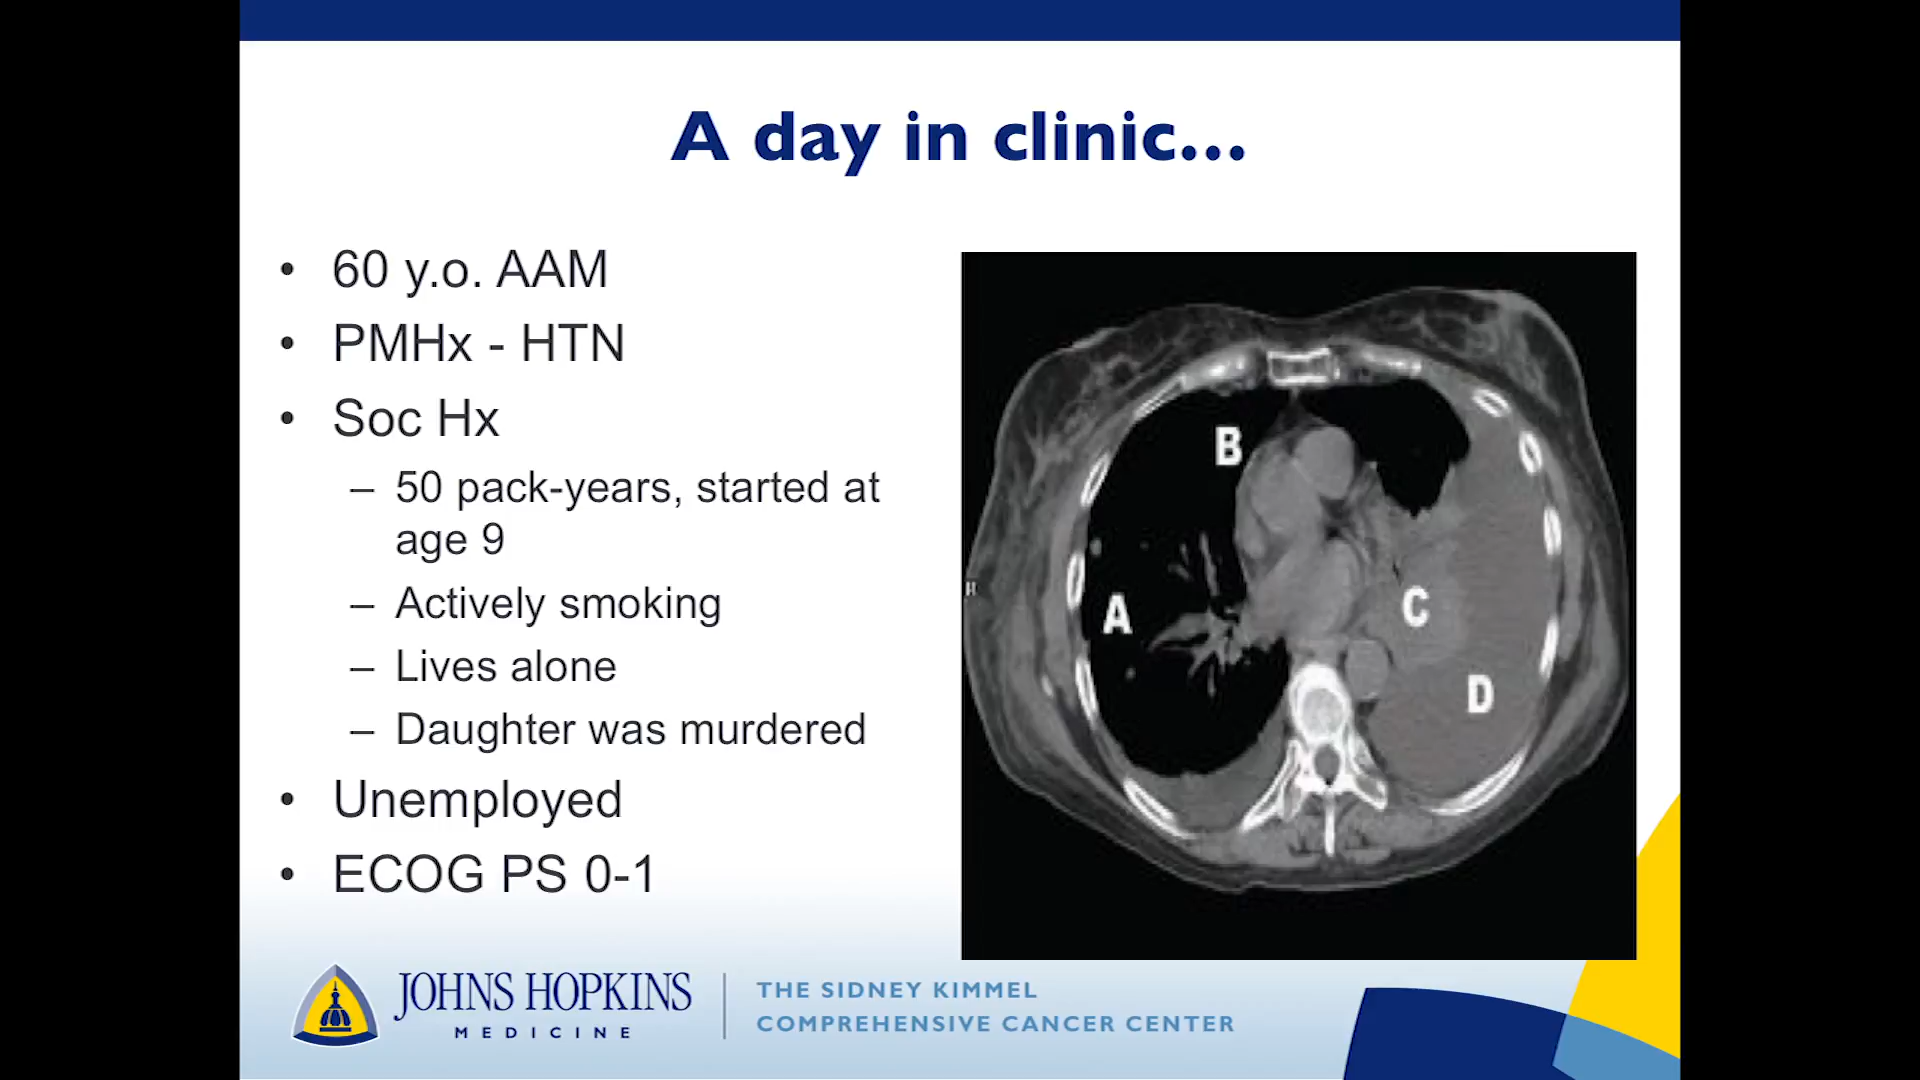 A day in clinic...
• 60 y.o. AAM
• PMHx - HTN
• Soc Hx
– 50 pack-years, started at
age 9
– Actively smoking
– Lives alone
– Daughter was murdered
• Unemployed
• ECOG PS 0-1
B
A
C
D
JOHNS HOPKINS
MEDICINE
THE SIDNEY KIMMEL
COMPREHENSIVE CANCER CENTER